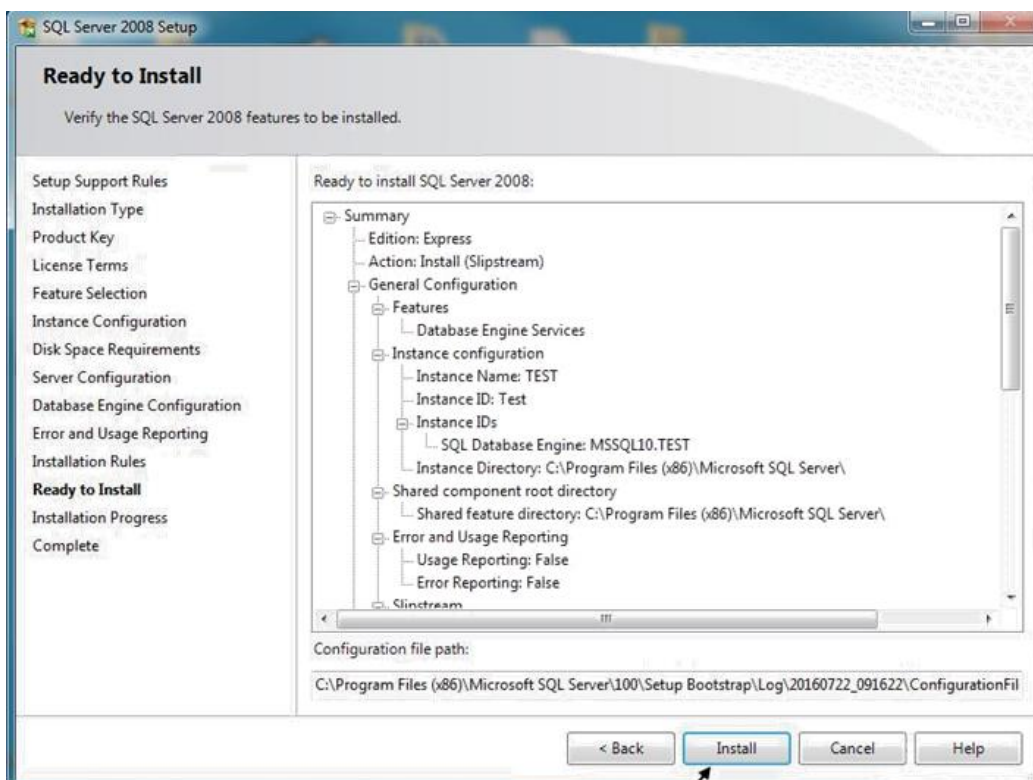 SQL Server 2008 Setup
Ready to Install
Verify the SQL Server 2008 features to be installed.
Setup Support Rules
Installation Type
Product Key
License Terms
Feature Selection
Instance Configuration
Disk Space Requirements
Server Configuration
Database Engine Configuration
Error and Usage Reporting
Installation Rules
Ready to Install
Installation Progress
Complete
Ready to install SQL Server 2008:
Summary
Edition: Express
Action: Install (Slipstream)
General Configuration
Features
Database Engine Services
Instance configuration
Instance Name: TEST
Instance ID: Test
Instance IDs
SQL Database Engine: MSSQL10.TEST
Instance Directory: C:\Program Files (x86)\Microsoft SQL Server\
Shared component root directory
Shared feature directory: C:\Program Files (x86)\Microsoft SQL Server\
Error and Usage Reporting
Usage Reporting: False
Error Reporting: False
Slipstream
Configuration file path:
C:\Program Files (x86)\Microsoft SQL Server\100\Setup Bootstrap\Log\20160722_091622\ConfigurationFil
< Back
Install
Cancel
Help